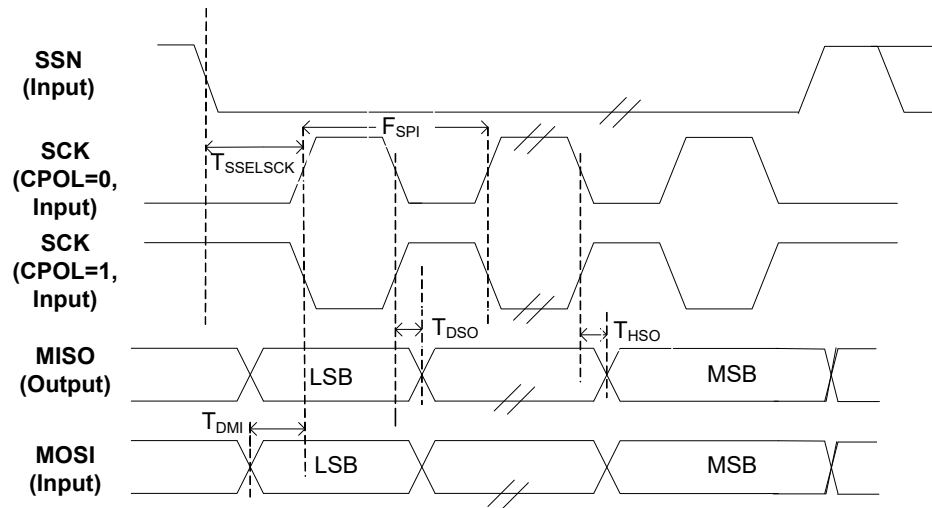 SSN
(Input)
F_SPI
SCK
(CPOL=0,
Input)
T_SSELSCK
SCK
(CPOL=1,
Input)
T_DSO
T_HSO
MISO
(Output)
LSB
MSB
T_DMI
MOSI
(Input)
LSB
MSB